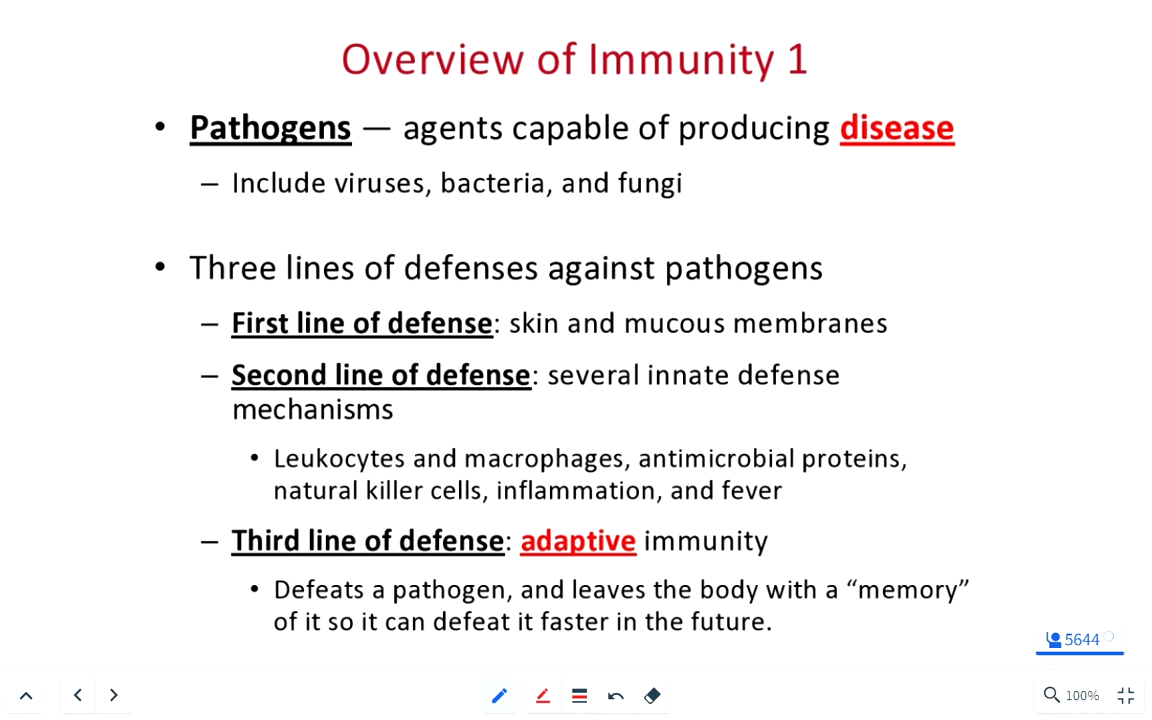 Overview of Immunity 1
• Pathogens — agents capable of producing disease
– Include viruses, bacteria, and fungi
• Three lines of defenses against pathogens
– First line of defense: skin and mucous membranes
– Second line of defense: several innate defense
mechanisms
• Leukocytes and macrophages, antimicrobial proteins,
natural killer cells, inflammation, and fever
– Third line of defense: adaptive immunity
• Defeats a pathogen, and leaves the body with a “memory”
of it so it can defeat it faster in the future.
5644
100%